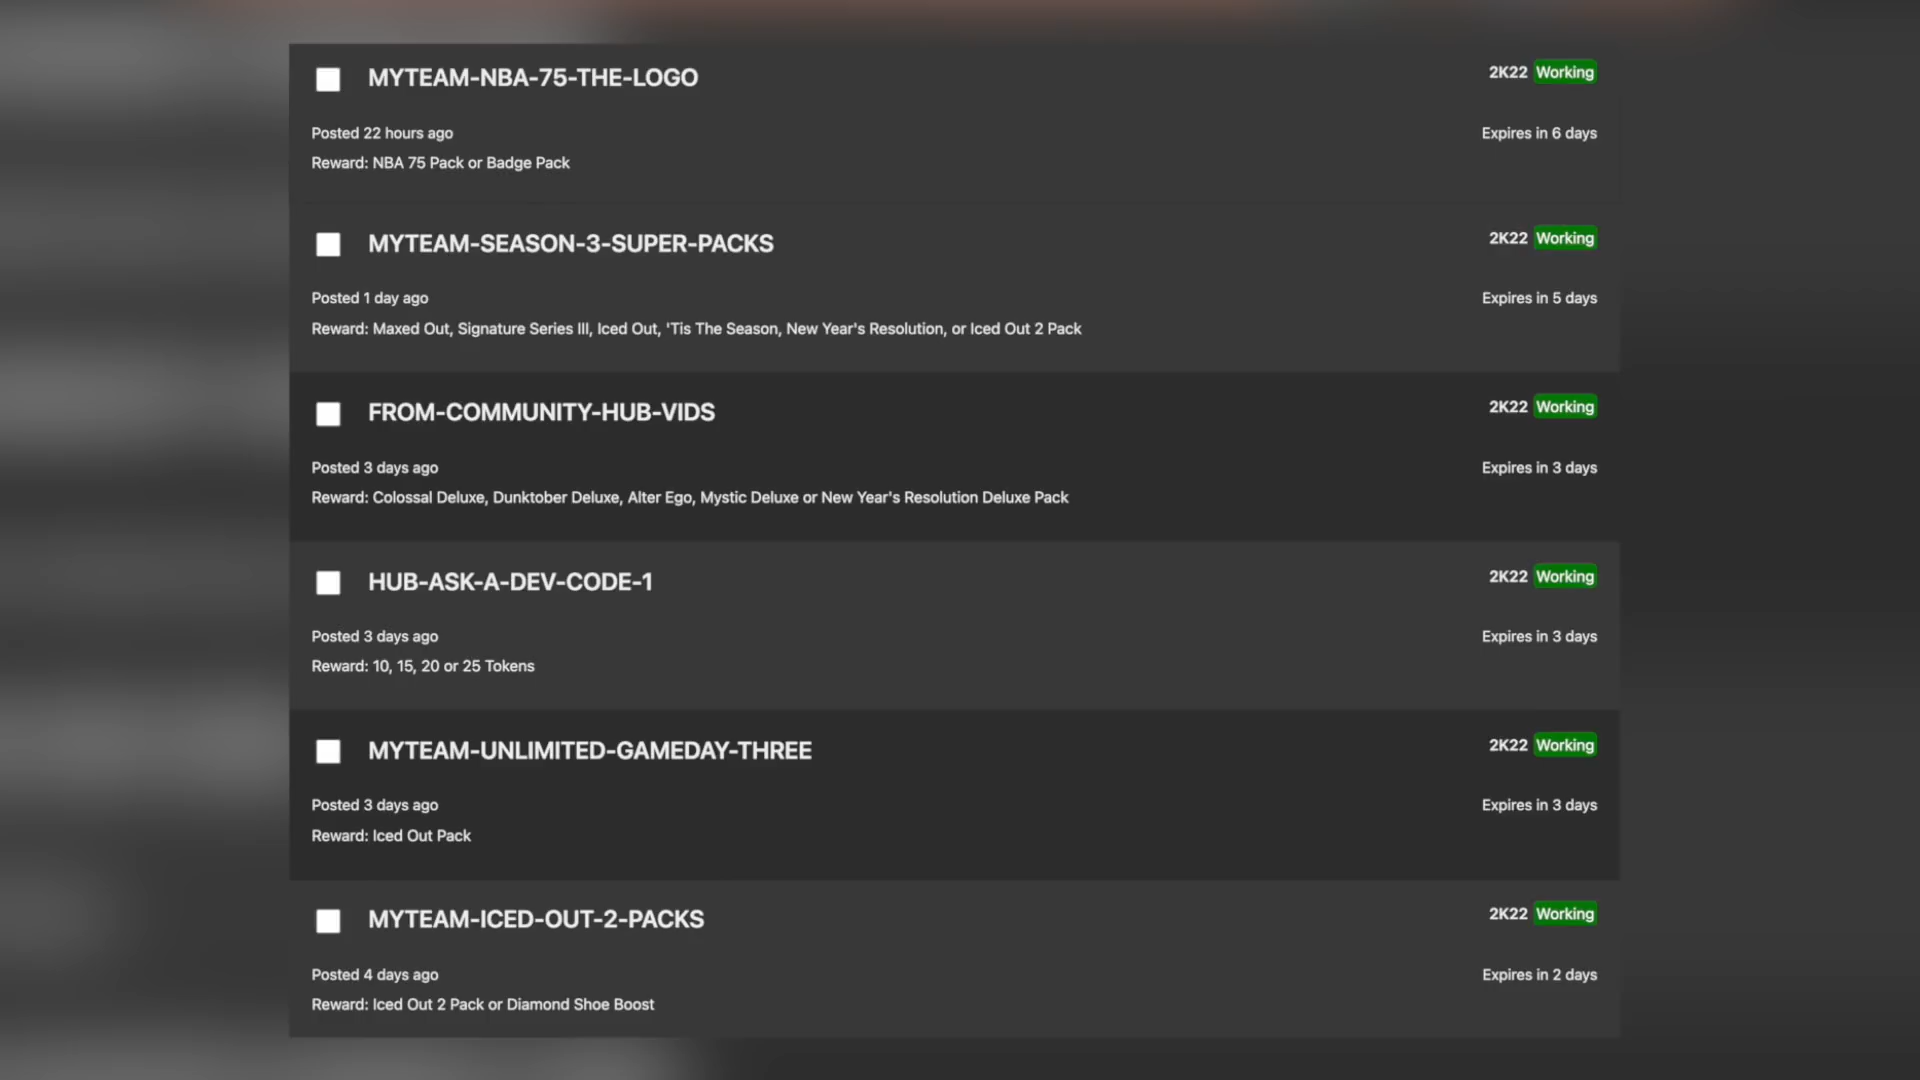 MYTEAM-NBA-75-THE-LOGO
2K22 Working
Posted 22 hours ago
Expires in 6 days
Reward: NBA 75 Pack or Badge Pack
MYTEAM-SEASON-3-SUPER-PACKS
2K22 Working
Posted 1 day ago
Expires in 5 days
Reward: Maxed Out, Signature Series III, Iced Out, 'Tis The Season, New Year's Resolution, or Iced Out 2 Pack
FROM-COMMUNITY-HUB-VIDS
2K22 Working
Posted 3 days ago
Expires in 3 days
Reward: Colossal Deluxe, Dunktober Deluxe, Alter Ego, Mystic Deluxe or New Year's Resolution Deluxe Pack
HUB-ASK-A-DEV-CODE-1
2K22 Working
Posted 3 days ago
Expires in 3 days
Reward: 10, 15, 20 or 25 Tokens
MYTEAM-UNLIMITED-GAMEDAY-THREE
2K22 Working
Posted 3 days ago
Expires in 3 days
Reward: Iced Out Pack
MYTEAM-ICED-OUT-2-PACKS
2K22 Working
Posted 4 days ago
Expires in 2 days
Reward: Iced Out 2 Pack or Diamond Shoe Boost